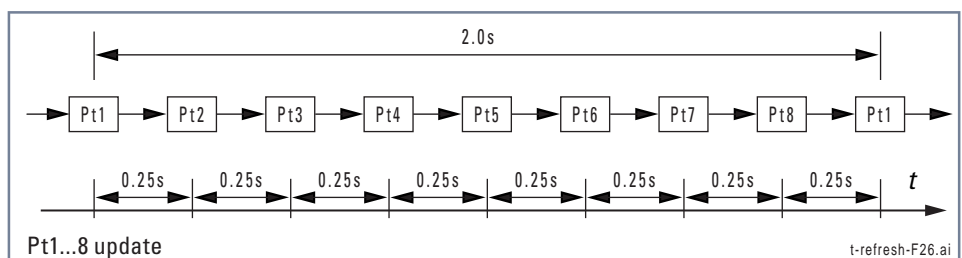 2.0s
Pt1 Pt2 Pt3 Pt4 Pt5 Pt6 Pt7 Pt8 Pt1
0.25s 0.25s 0.25s 0.25s 0.25s 0.25s 0.25s 0.25s t
Pt1...8 update t-refresh-F26.ai